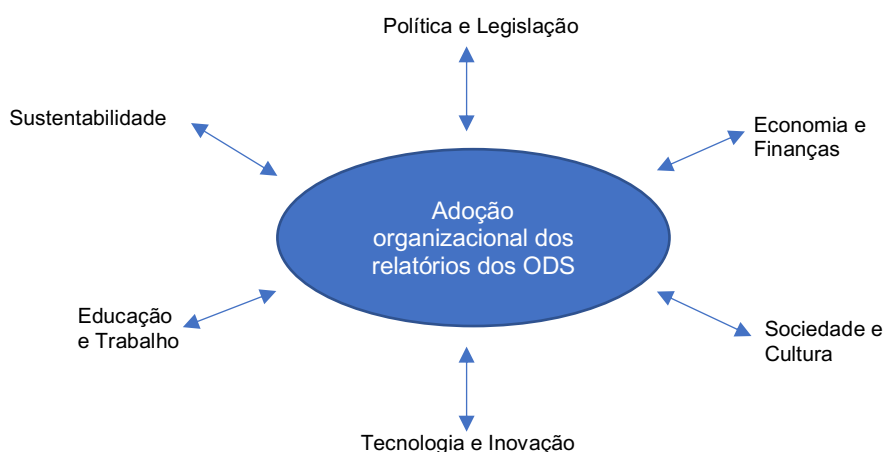 Política e Legislação
Sustentabilidade
Economia e
Finanças
Adoção
organizacional dos
relatórios dos ODS
Educação
e Trabalho
Sociedade e
Cultura
Tecnologia e Inovação